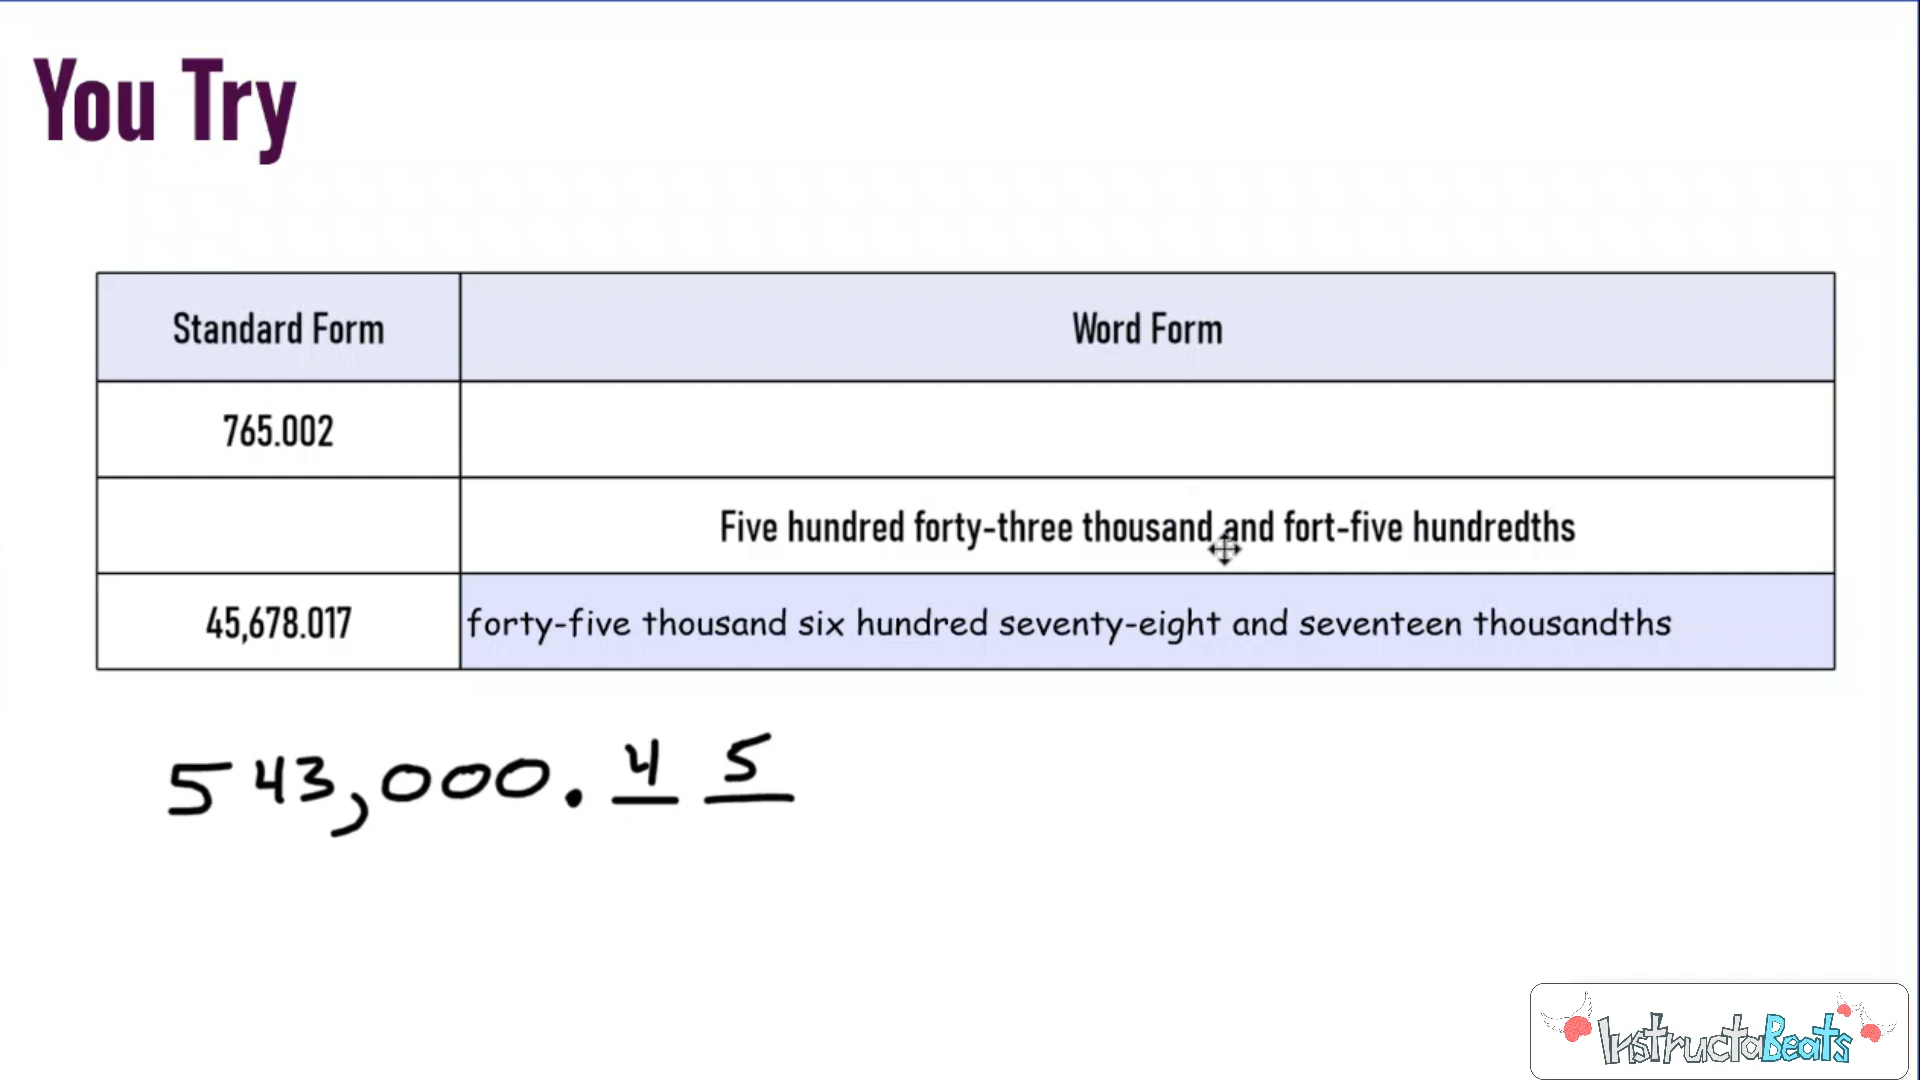 You Try
Standard Form Word Form
765.002
Five hundred forty-three thousand and fort-five hundredths
45,678.017 forty-five thousand six hundred seventy-eight and seventeen thousandths
543,000.45
InstructaBeats